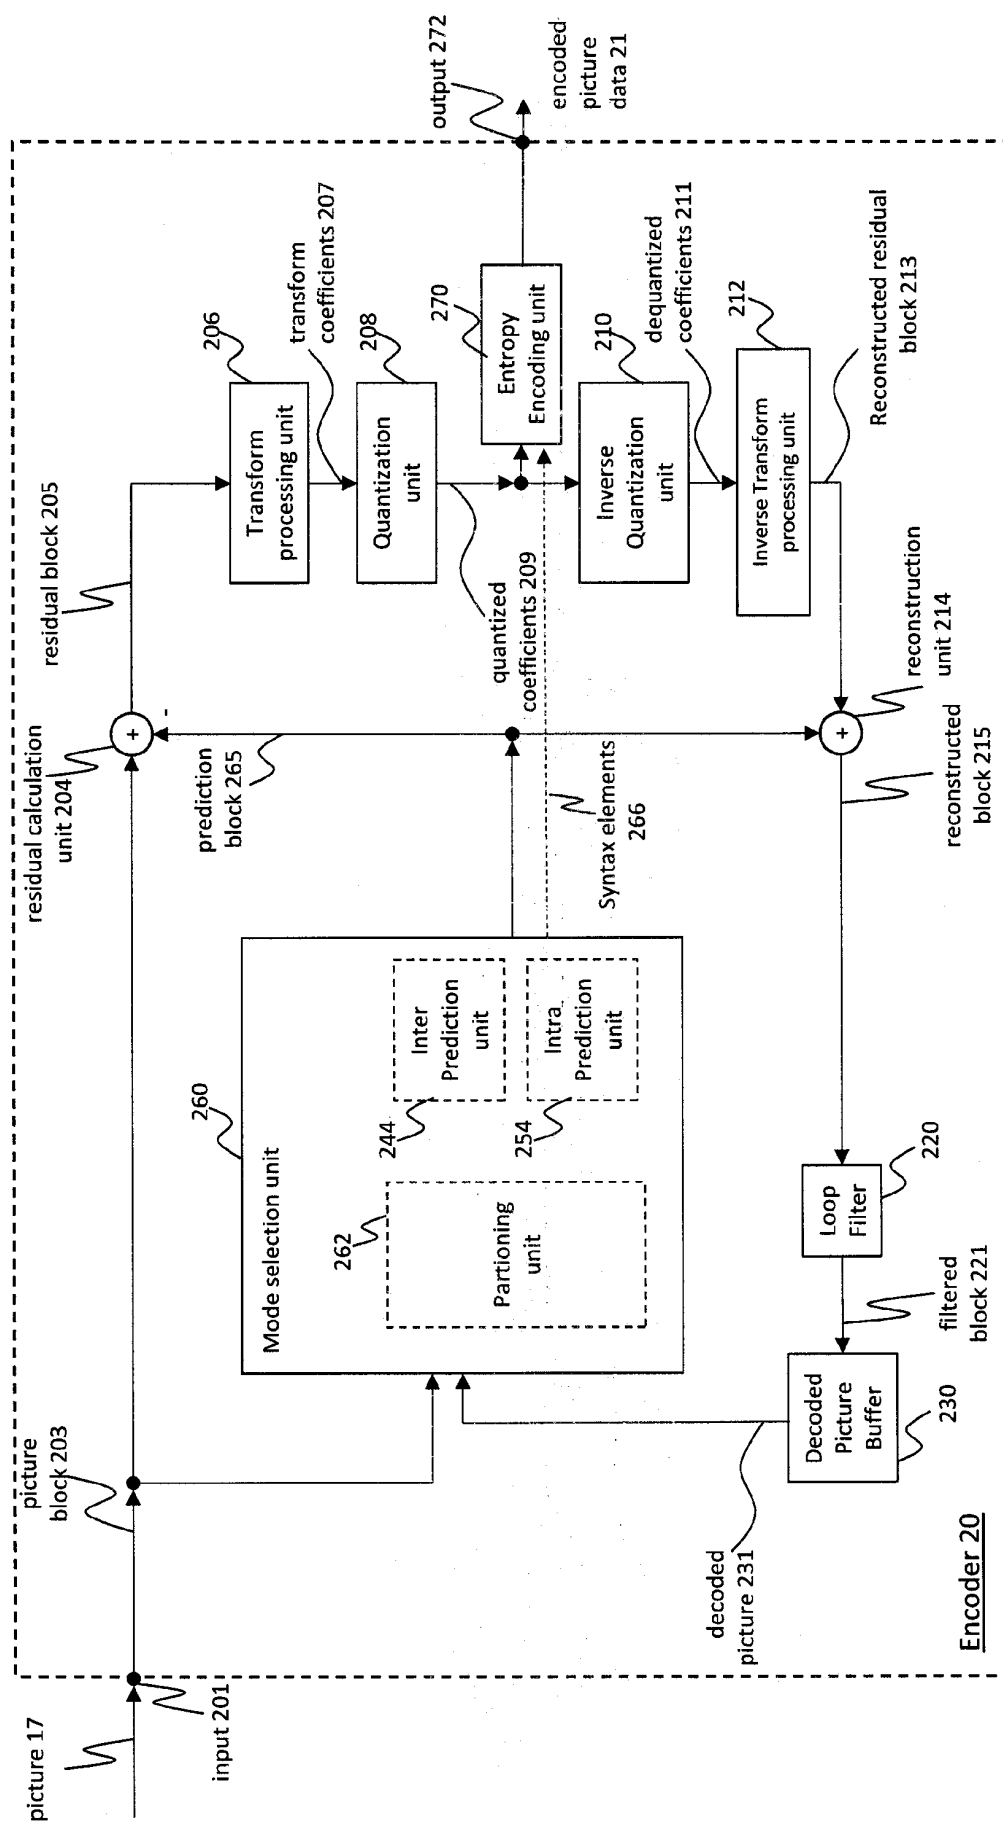 picture 17
input 201
picture
block 203
residual calculation
unit 204
residual block 205
206
Transform
processing unit
transform
coefficients 207
208
Quantization
unit
quantized
coefficients 209
270
Entropy
Encoding unit
output 272
encoded
picture
data 21
210
Inverse
Quantization
unit
dequantized
coefficients 211
212
Inverse Transform
processing unit
Reconstructed residual
block 213
reconstruction
unit 214
reconstructed
block 215
+
-
+
prediction
block 265
Syntax elements
266
260
Mode selection unit
262
Partioning
unit
244
Inter
Prediction
unit
254
Intra
Prediction
unit
220
Loop
Filter
filtered
block 221
Decoded
Picture
Buffer
230
decoded
picture 231
Encoder 20